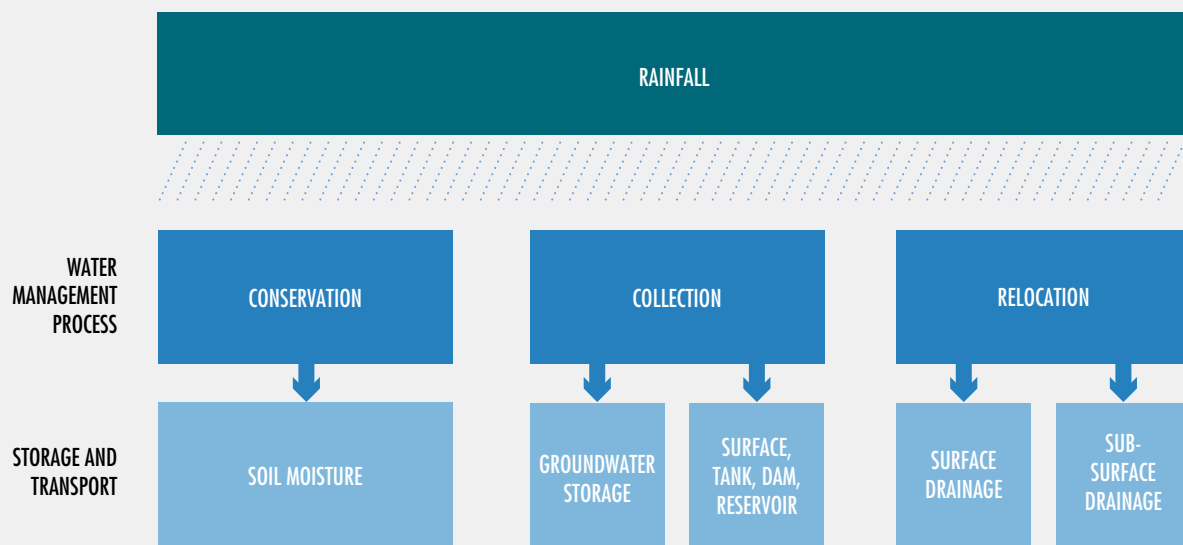 RAINFALL
WATER
MANAGEMENT
PROCESS
CONSERVATION
COLLECTION
RELOCATION
STORAGE AND
TRANSPORT
SOIL MOISTURE
GROUNDWATER
STORAGE
SURFACE,
TANK, DAM,
RESERVOIR
SURFACE
DRAINAGE
SUB-
SURFACE
DRAINAGE